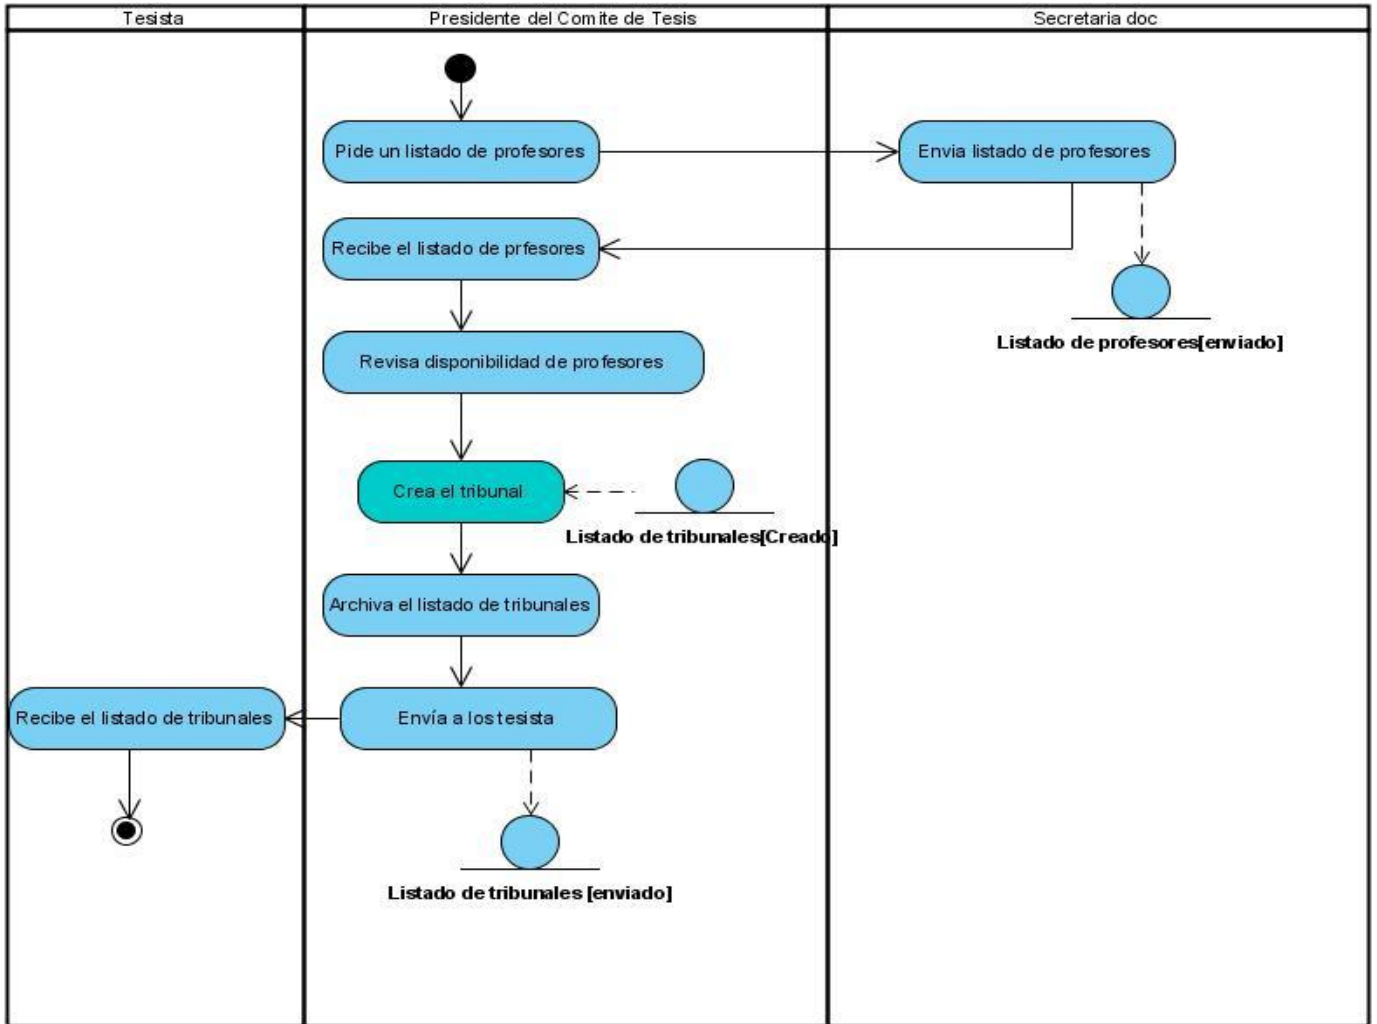 Tesista
Presidente del Comite de Tesis
Secretaria doc
Pide un listado de profesores
Envia listado de profesores
Recibe el listado de prfesores
Listado de profesores[enviado]
Revisa disponibilidad de profesores
Crea el tribunal
Listado de tribunales[Creado]
Archiva el listado de tribunales
Recibe el listado de tribunales
Envía a los tesista
Listado de tribunales [enviado]